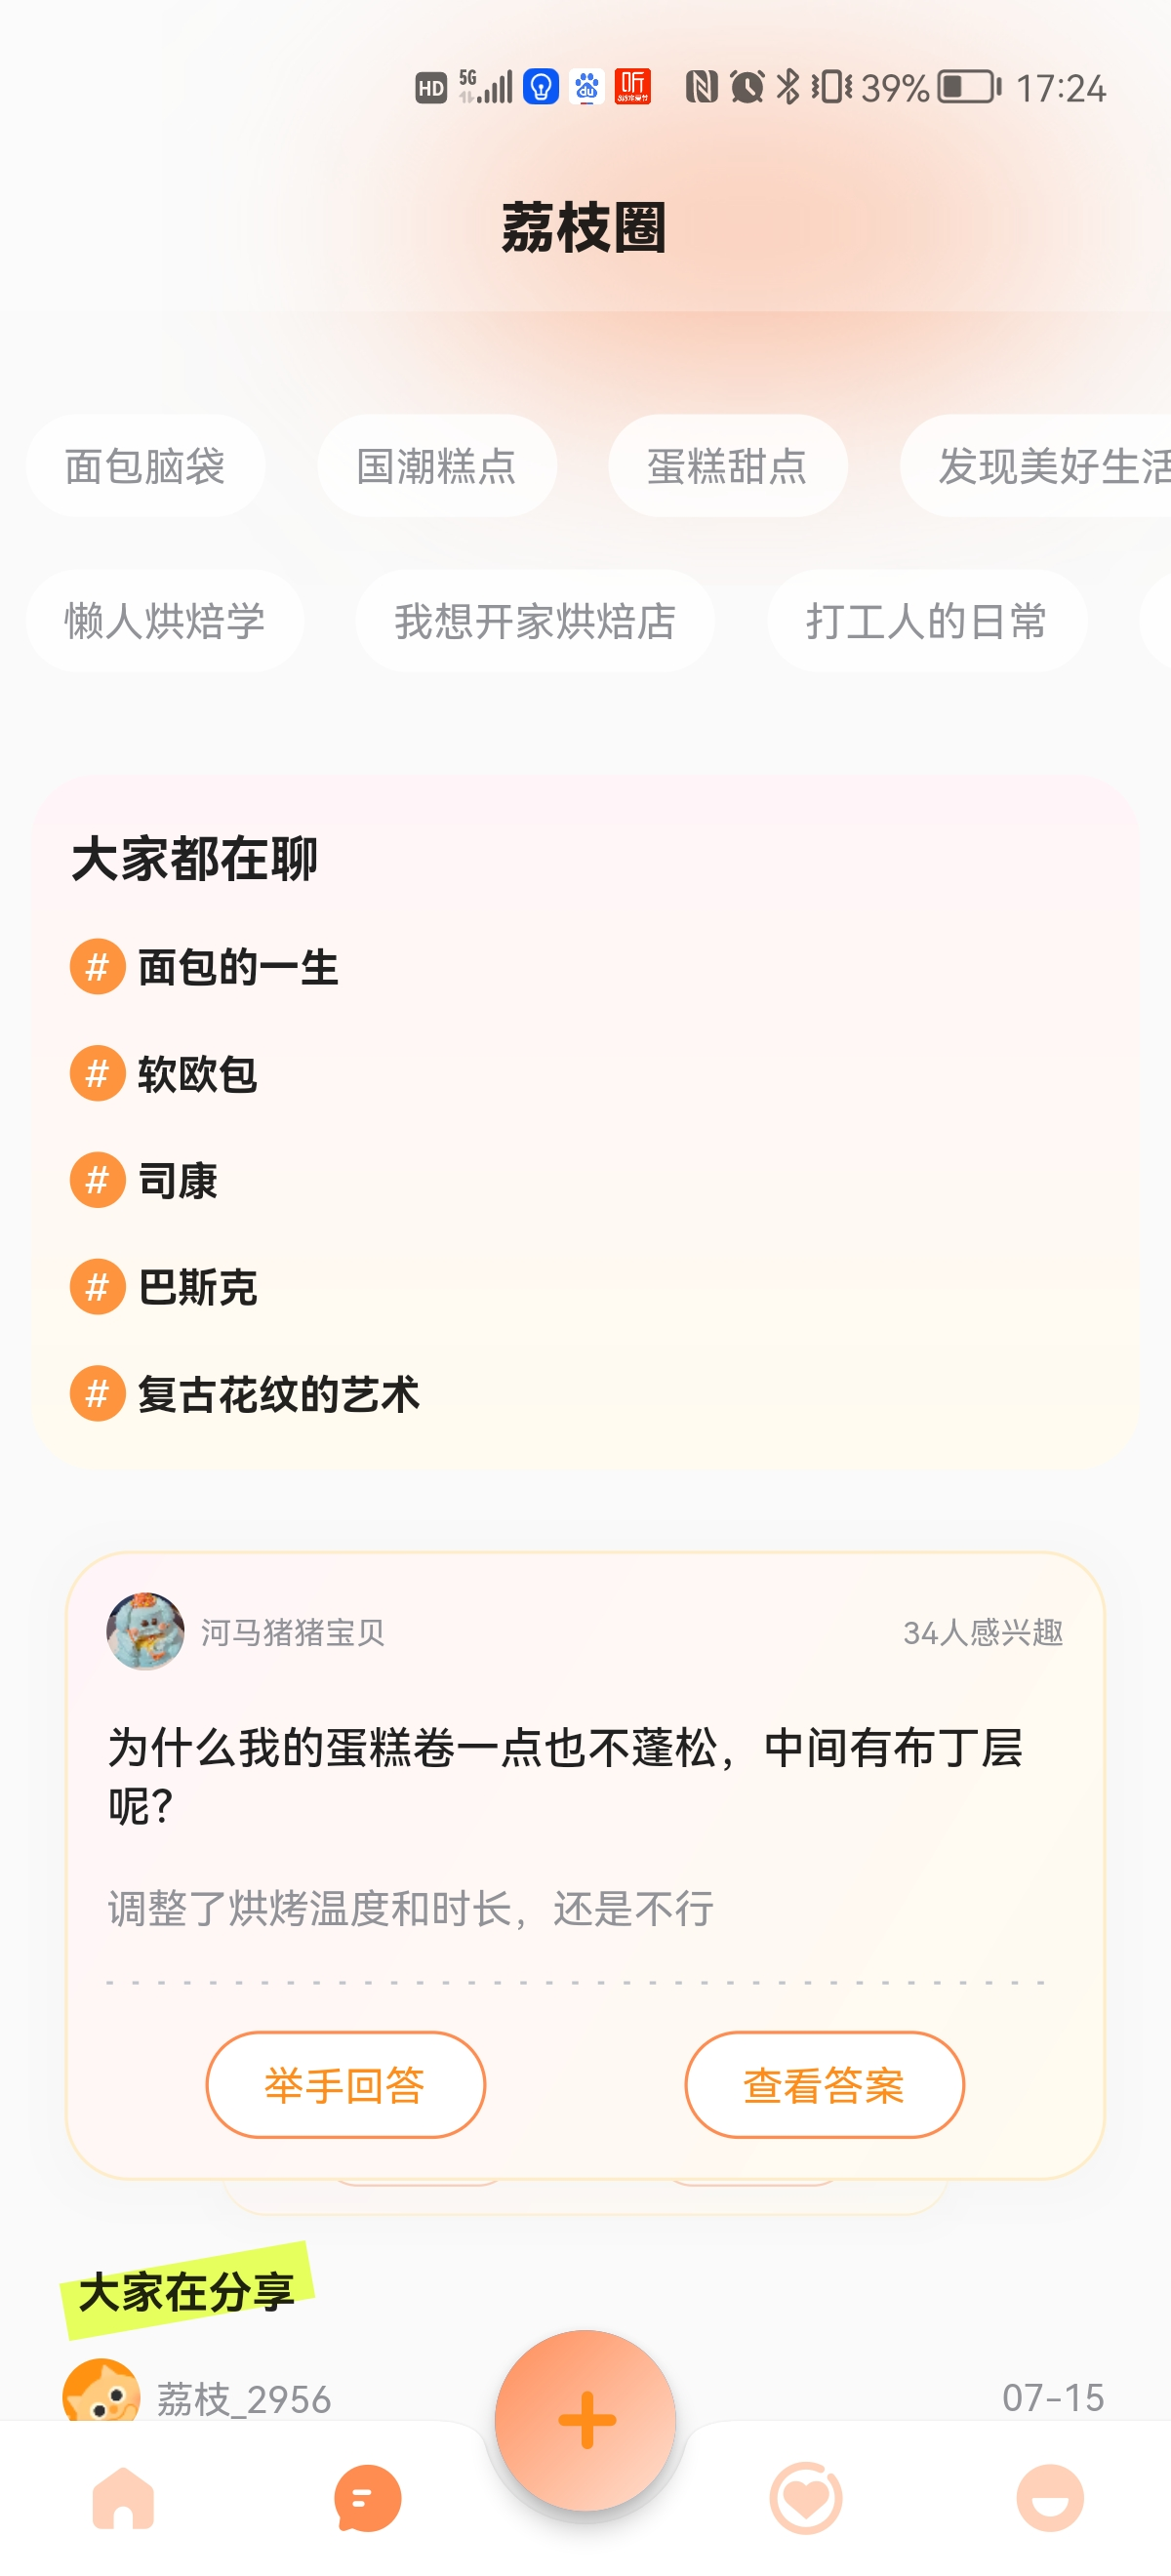 HD 5G 39% 17:24
荔枝圈
面包脑袋 国潮糕点 蛋糕甜点 发现美好生活
懒人烘焙学 我想开家烘焙店 打工人的日常
大家都在聊
# 面包的一生
# 软欧包
# 司康
# 巴斯克
# 复古花纹的艺术
河马猪猪宝贝 34人感兴趣
为什么我的蛋糕卷一点也不蓬松，中间有布丁层
呢？
调整了烘烤温度和时长，还是不行
举手回答 查看答案
大家在分享
荔枝_2956 07-15